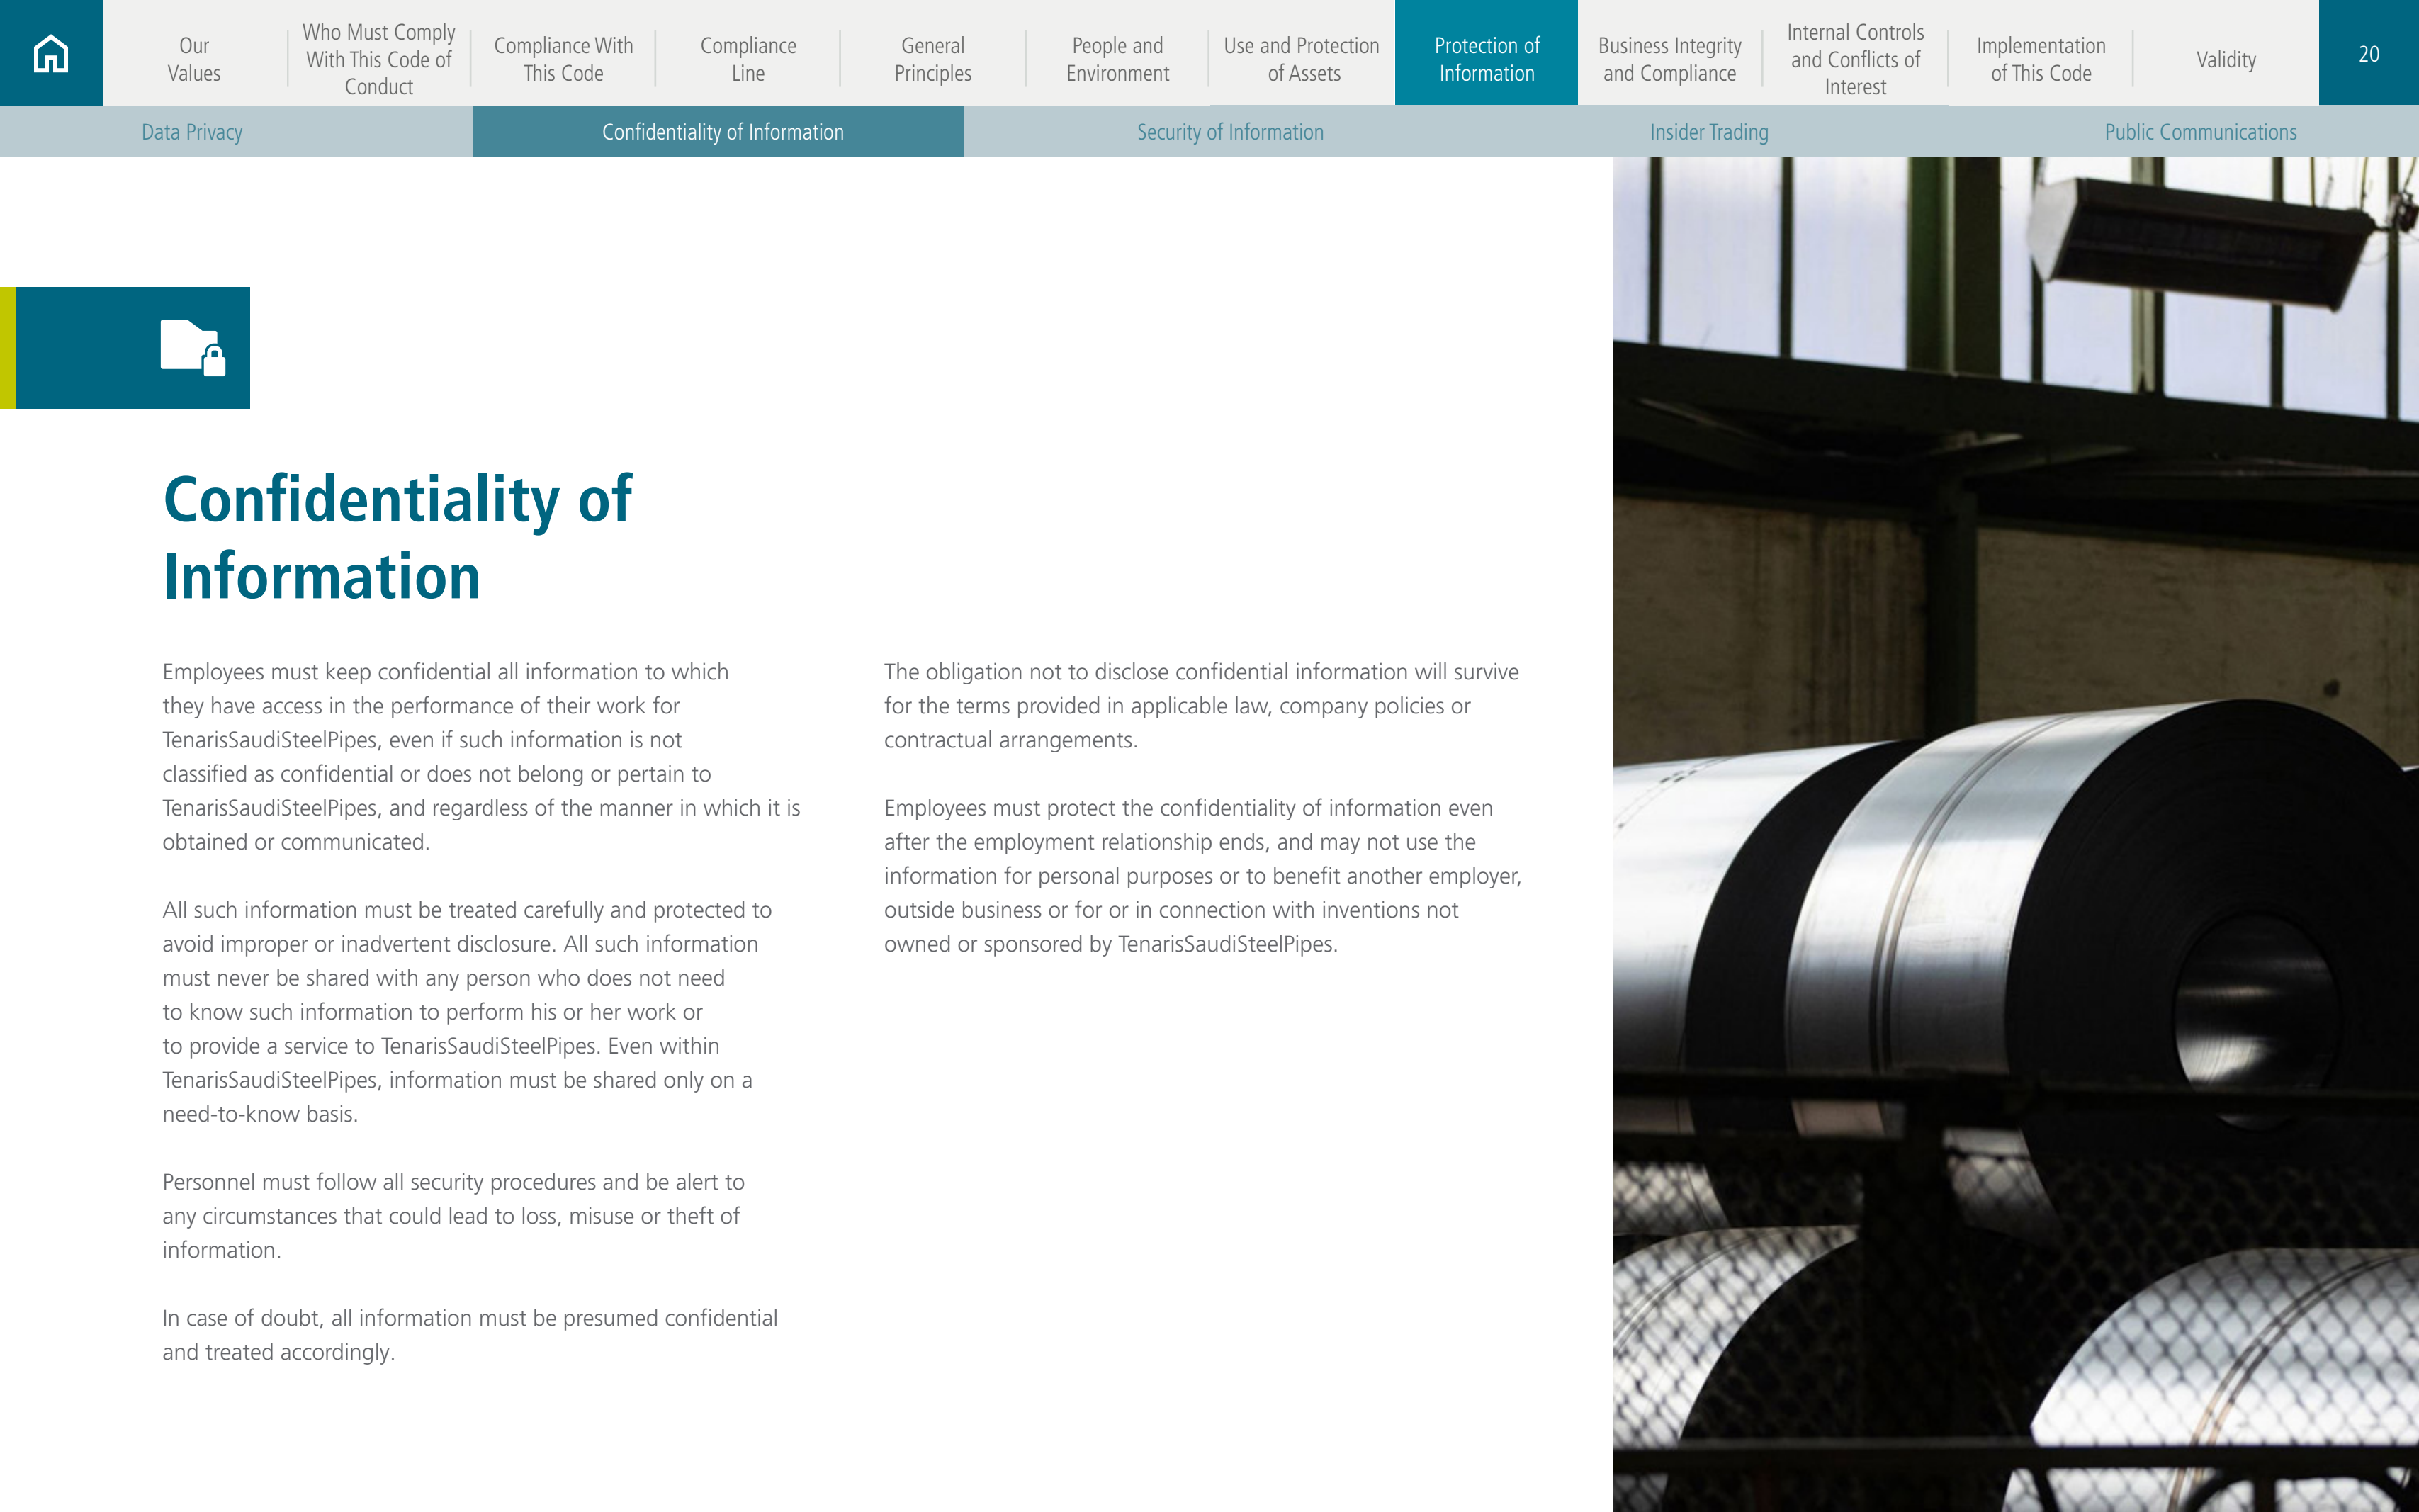 Our
Values
Who Must Comply
With This Code of
Conduct
Compliance With
This Code
Compliance
Line
General
Principles
People and
Environment
Use and Protection
of Assets
Protection of
Information
Business Integrity
and Compliance
Internal Controls
and Conflicts of
Interest
Implementation
of This Code
Validity
20
Data Privacy
Confidentiality of Information
Security of Information
Insider Trading
Public Communications
Confidentiality of
Information
Employees must keep confidential all information to which
they have access in the performance of their work for
TenarisSaudiSteelPipes, even if such information is not
classified as confidential or does not belong or pertain to
TenarisSaudiSteelPipes, and regardless of the manner in which it is
obtained or communicated.
All such information must be treated carefully and protected to
avoid improper or inadvertent disclosure. All such information
must never be shared with any person who does not need
to know such information to perform his or her work or
to provide a service to TenarisSaudiSteelPipes. Even within
TenarisSaudiSteelPipes, information must be shared only on a
need-to-know basis.
Personnel must follow all security procedures and be alert to
any circumstances that could lead to loss, misuse or theft of
information.
In case of doubt, all information must be presumed confidential
and treated accordingly.
The obligation not to disclose confidential information will survive
for the terms provided in applicable law, company policies or
contractual arrangements.
Employees must protect the confidentiality of information even
after the employment relationship ends, and may not use the
information for personal purposes or to benefit another employer,
outside business or for or in connection with inventions not
owned or sponsored by TenarisSaudiSteelPipes.